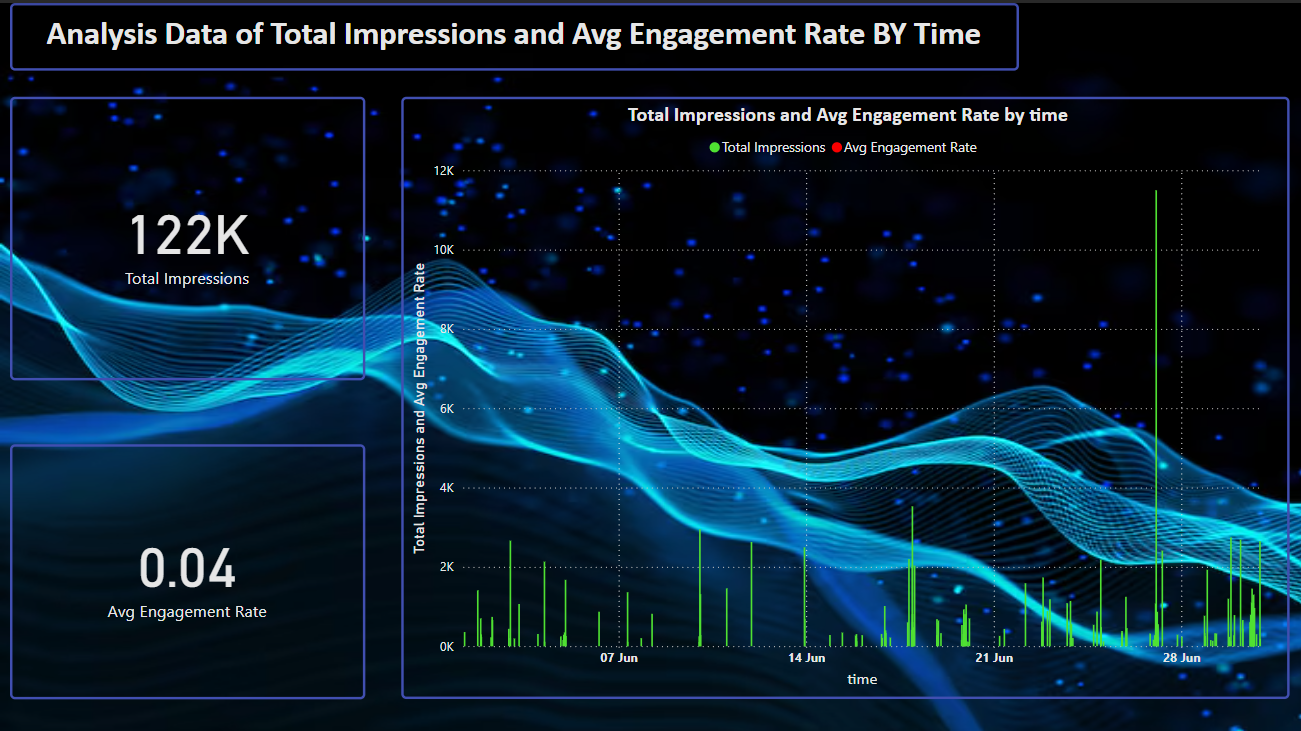 Analysis Data of Total Impressions and Avg Engagement Rate BY Time
122K
Total Impressions
0.04
Avg Engagement Rate
Total Impressions and Avg Engagement Rate by time
Total Impressions Avg Engagement Rate
Total Impressions and Avg Engagement Rate
12K
10K
8K
6K
4K
2K
0K
07 Jun 14 Jun 21 Jun 28 Jun
time